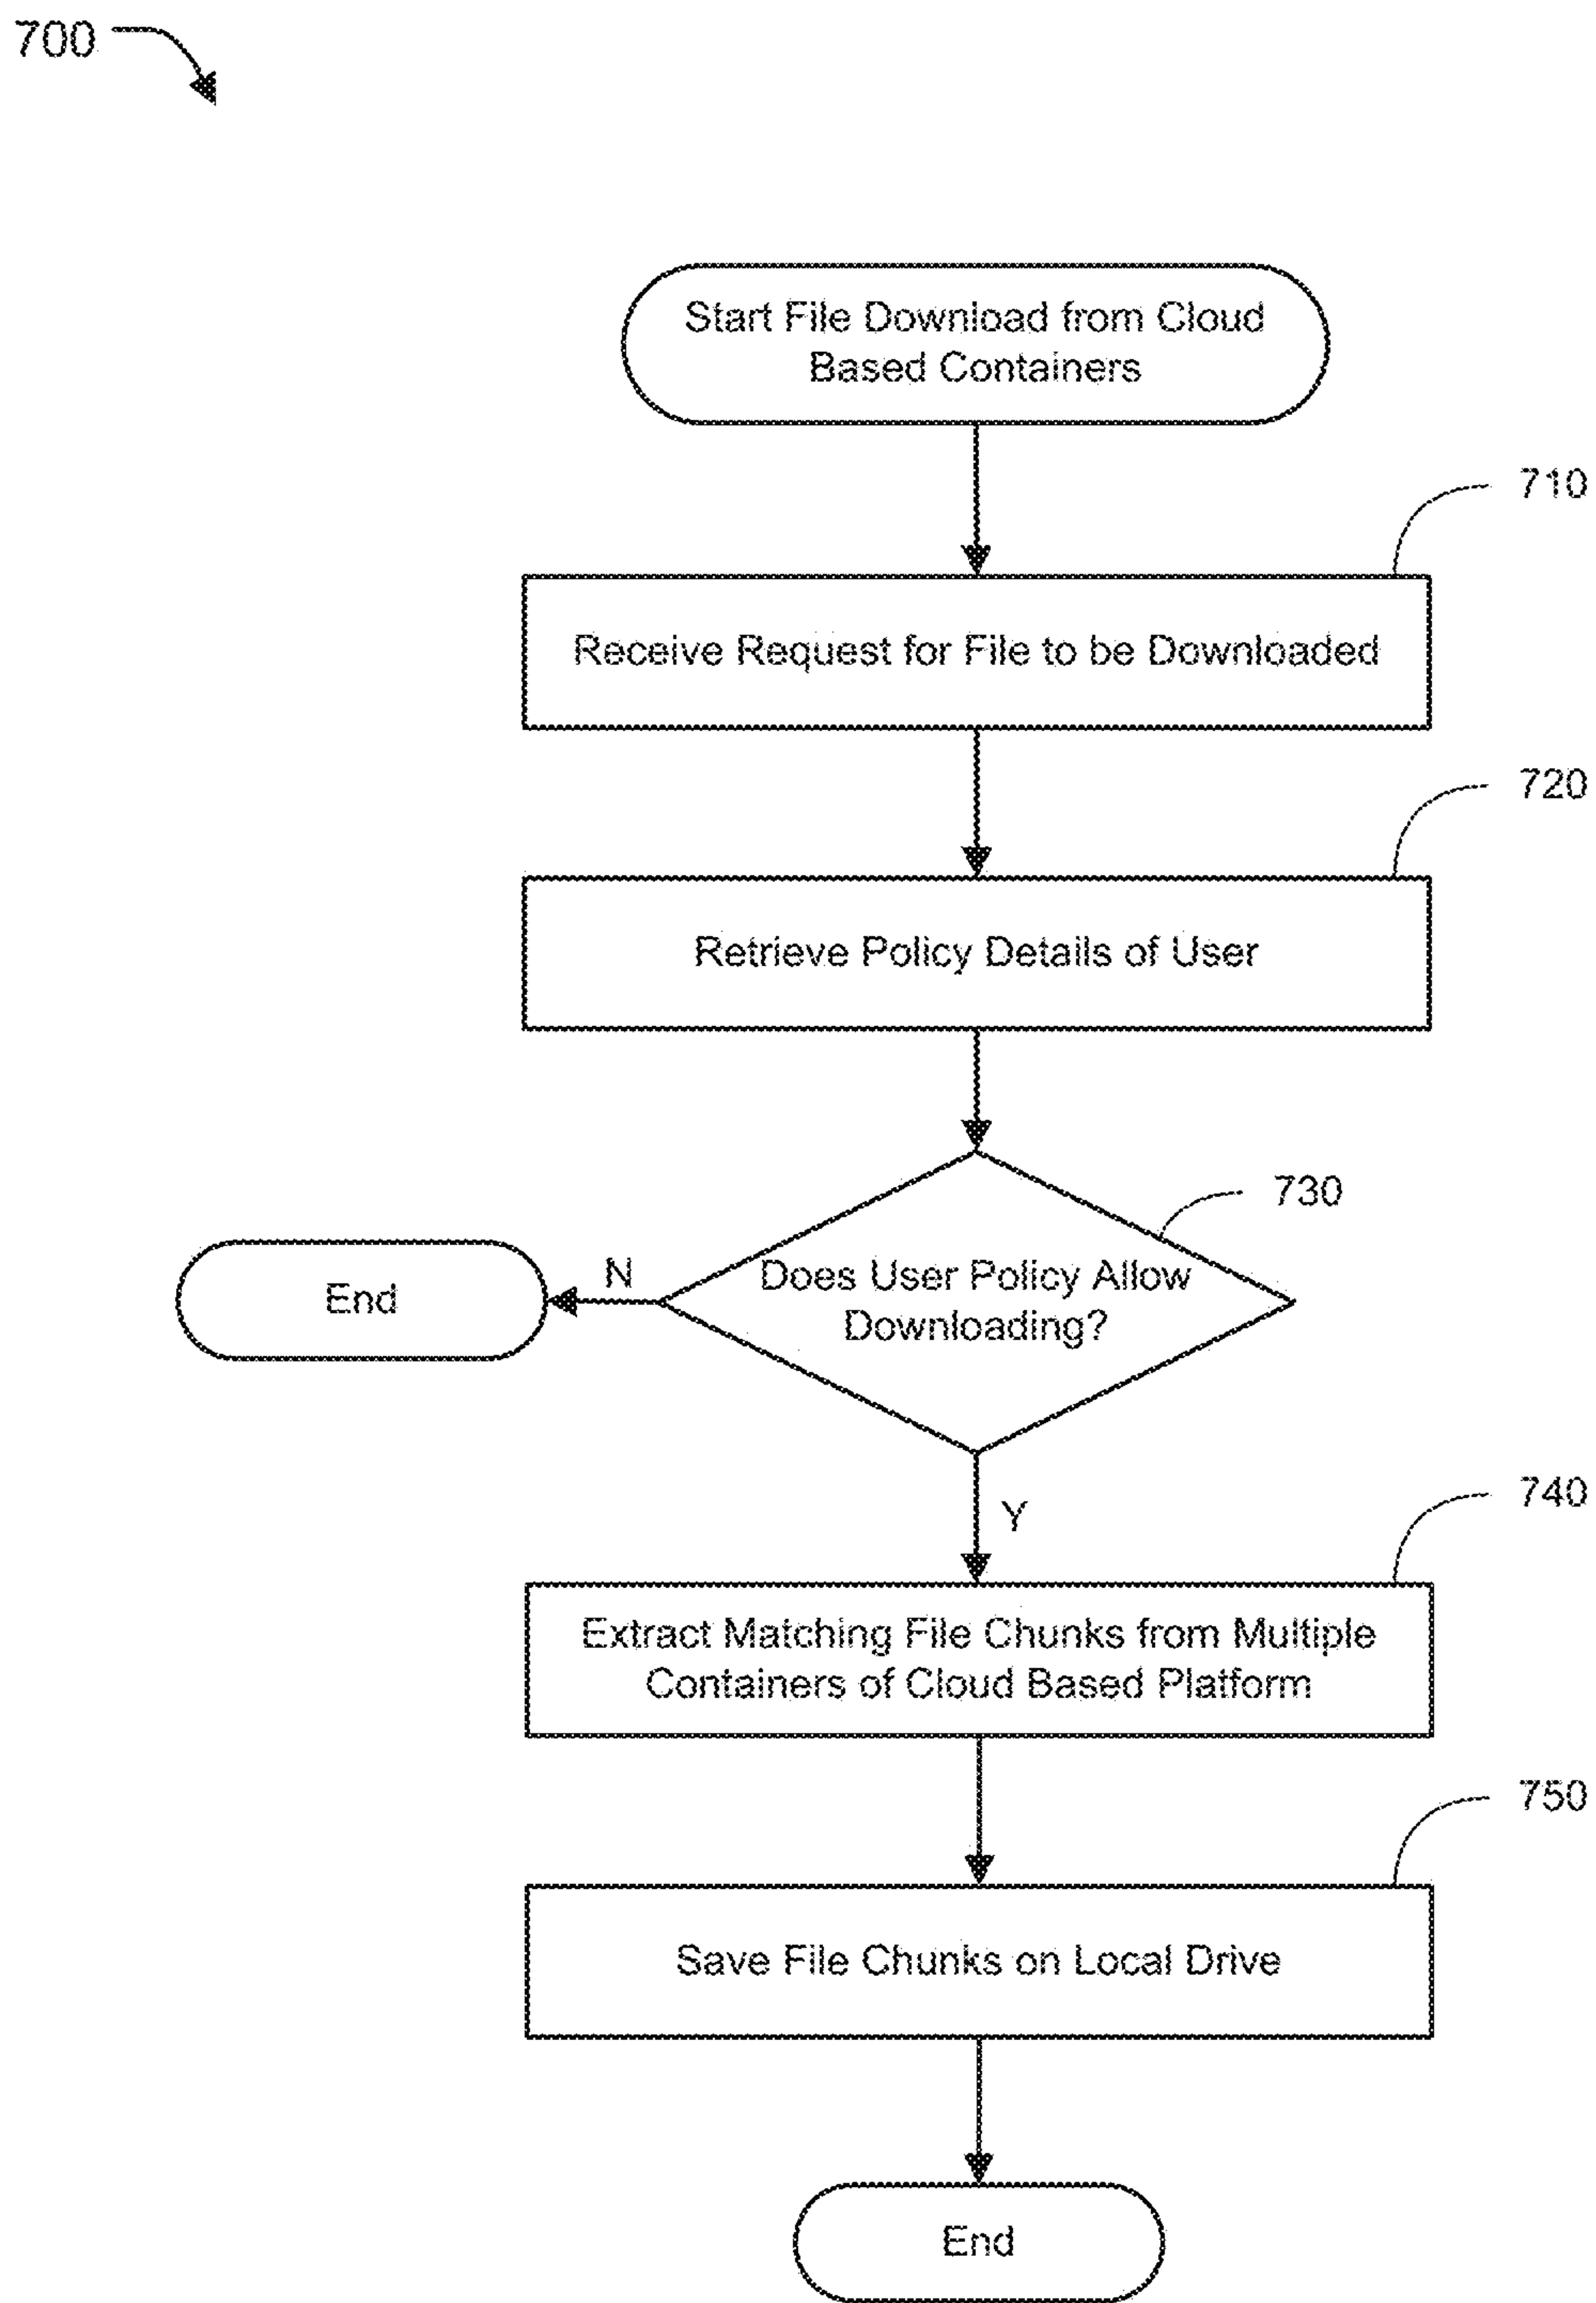 700
Start File Download from Cloud
Based Containers
710
Receive Request for File to be Downloaded
720
Retrieve Policy Details of User
730
Does User Policy Allow
Downloading?
N
End
Y
740
Extract Matching File Chunks from Multiple
Containers of Cloud Based Platform
750
Save File Chunks on Local Drive
End